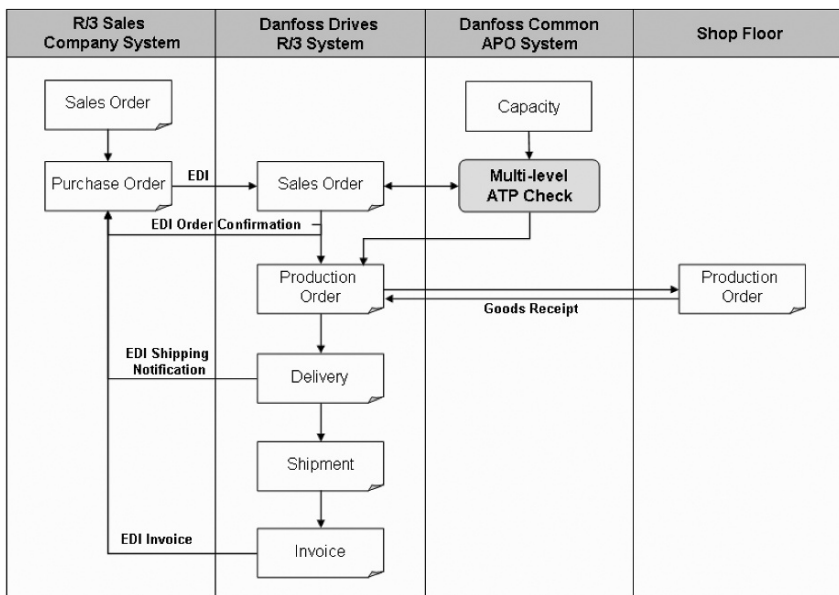 R/3 Sales
Company System
Danfoss Drives
R/3 System
Danfoss Common
APO System
Shop Floor
Sales Order
Capacity
Purchase Order
EDI
Sales Order
Multi-level
ATP Check
EDI Order Confirmation
Production
Order
Production
Order
Goods Receipt
EDI Shipping
Notification
Delivery
Shipment
EDI Invoice
Invoice